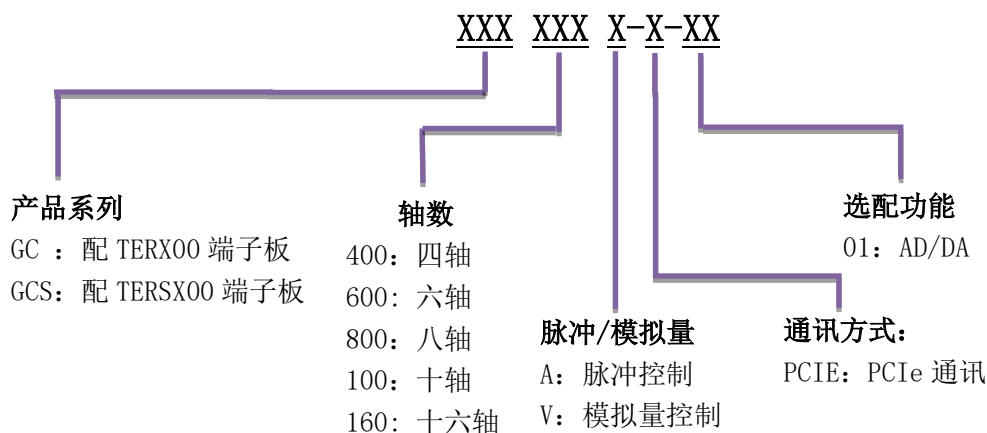 XXX XXX X-X-XX
产品系列
GC ：配 TERX00 端子板
GCS：配 TERSX00 端子板
轴数
400：四轴
600：六轴
800：八轴
100：十轴
160：十六轴
脉冲/模拟量
A：脉冲控制
V：模拟量控制
通讯方式：
PCIE：PCIe 通讯
选配功能
01：AD/DA